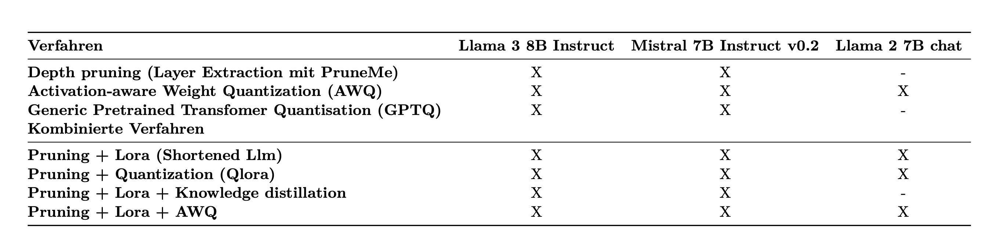 Verfahren Llama 3 8B Instruct Mistral 7B Instruct v0.2 Llama 2 7B chat
Depth pruning (Layer Extraction mit PruneMe) X X -
Activation-aware Weight Quantization (AWQ) X X X
Generic Pretrained Transfomer Quantisation (GPTQ) X X -
Kombinierte Verfahren
Pruning + Lora (Shortened Llm) X X X
Pruning + Quantization (Qlora) X X X
Pruning + Lora + Knowledge distillation X X -
Pruning + Lora + AWQ X X X